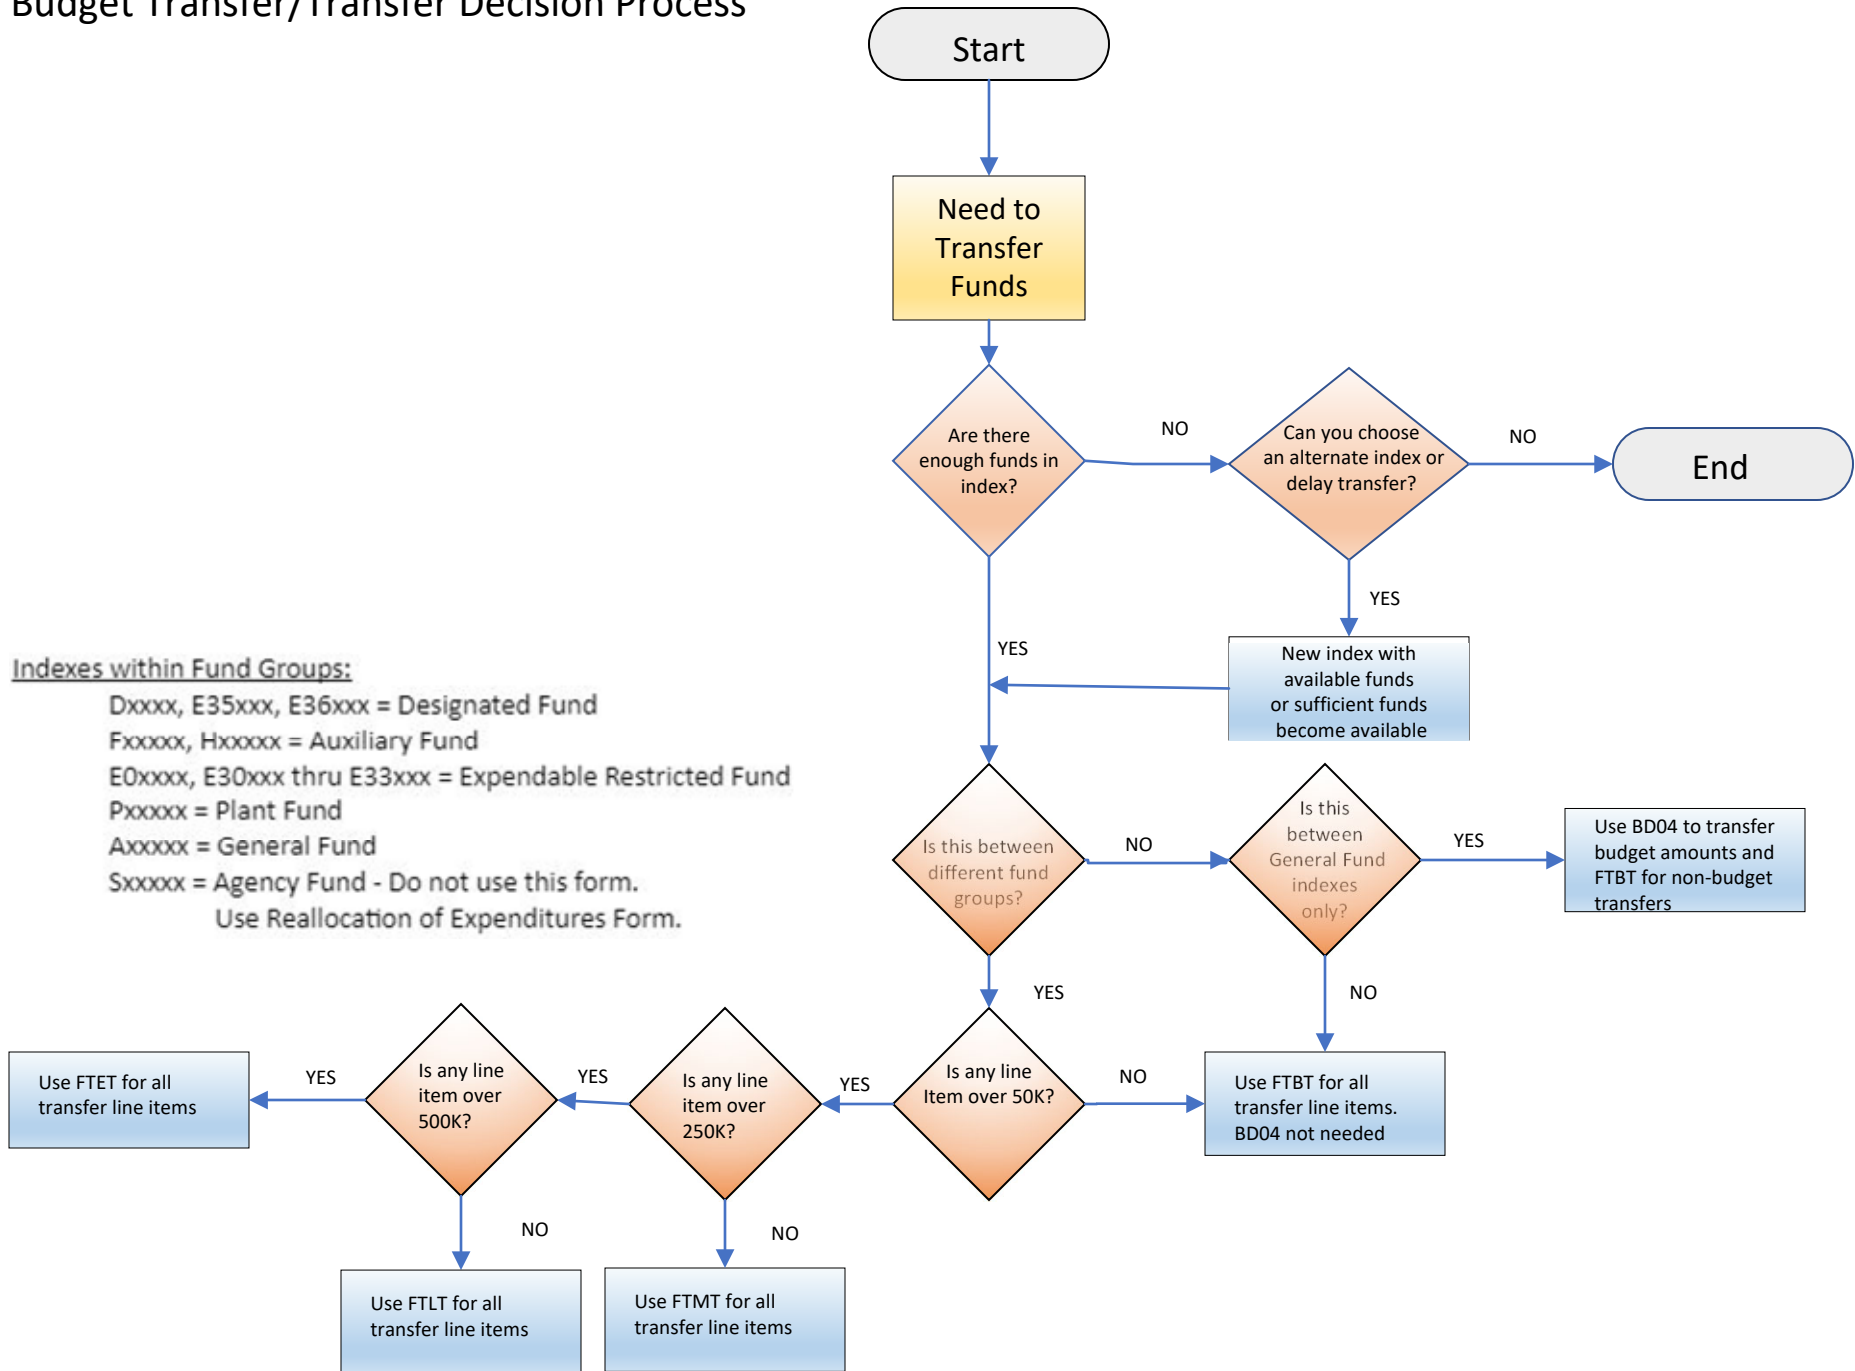 Budget Transfer/Transfer Decision Process
Start
Need to
Transfer
Funds
Are there
enough funds in
index?
NO
Can you choose
an alternate index or
delay transfer?
NO
End
YES
YES
New index with
available funds
or sufficient funds
become available
Indexes within Fund Groups:
Dxxxx, E35xxx, E36xxx = Designated Fund
Fxxxxx, Hxxxxx = Auxiliary Fund
E0xxxx, E30xxx thru E33xxx = Expendable Restricted Fund
Pxxxxx = Plant Fund
Axxxxx = General Fund
Sxxxxx = Agency Fund - Do not use this form.
Use Reallocation of Expenditures Form.
Is this between
different fund
groups?
NO
Is this
between
General Fund
indexes
only?
YES
Use BD04 to transfer
budget amounts and
FTBT for non-budget
transfers
YES
NO
Use FTET for all
transfer line items
YES
Is any line
item over
500K?
YES
Is any line
item over
250K?
YES
Is any line
Item over 50K?
NO
Use FTBT for all
transfer line items.
BD04 not needed
NO
NO
Use FTLT for all
transfer line items
Use FTMT for all
transfer line items